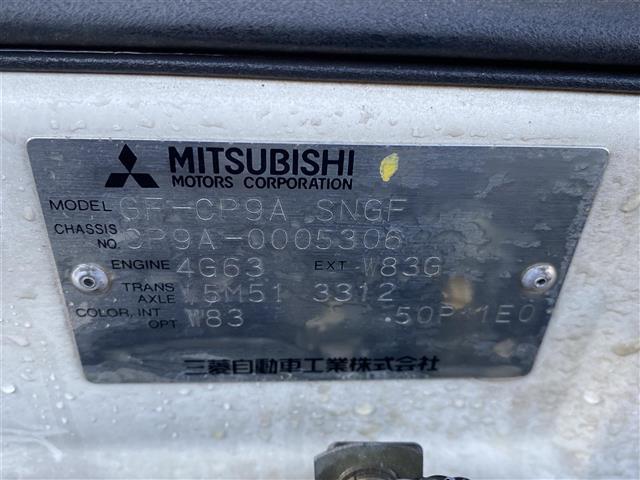 MITSUBISHI
MOTORS CORPORATION
MODEL GF-CP9A SNGF
CHASSIS NO. CP9A-0005306
ENGINE 4G63 EXT W83G
TRANS AXLE W5M51 3312
COLOR, INT OPT W83 50P 1E0
三菱自動車工業株式会社